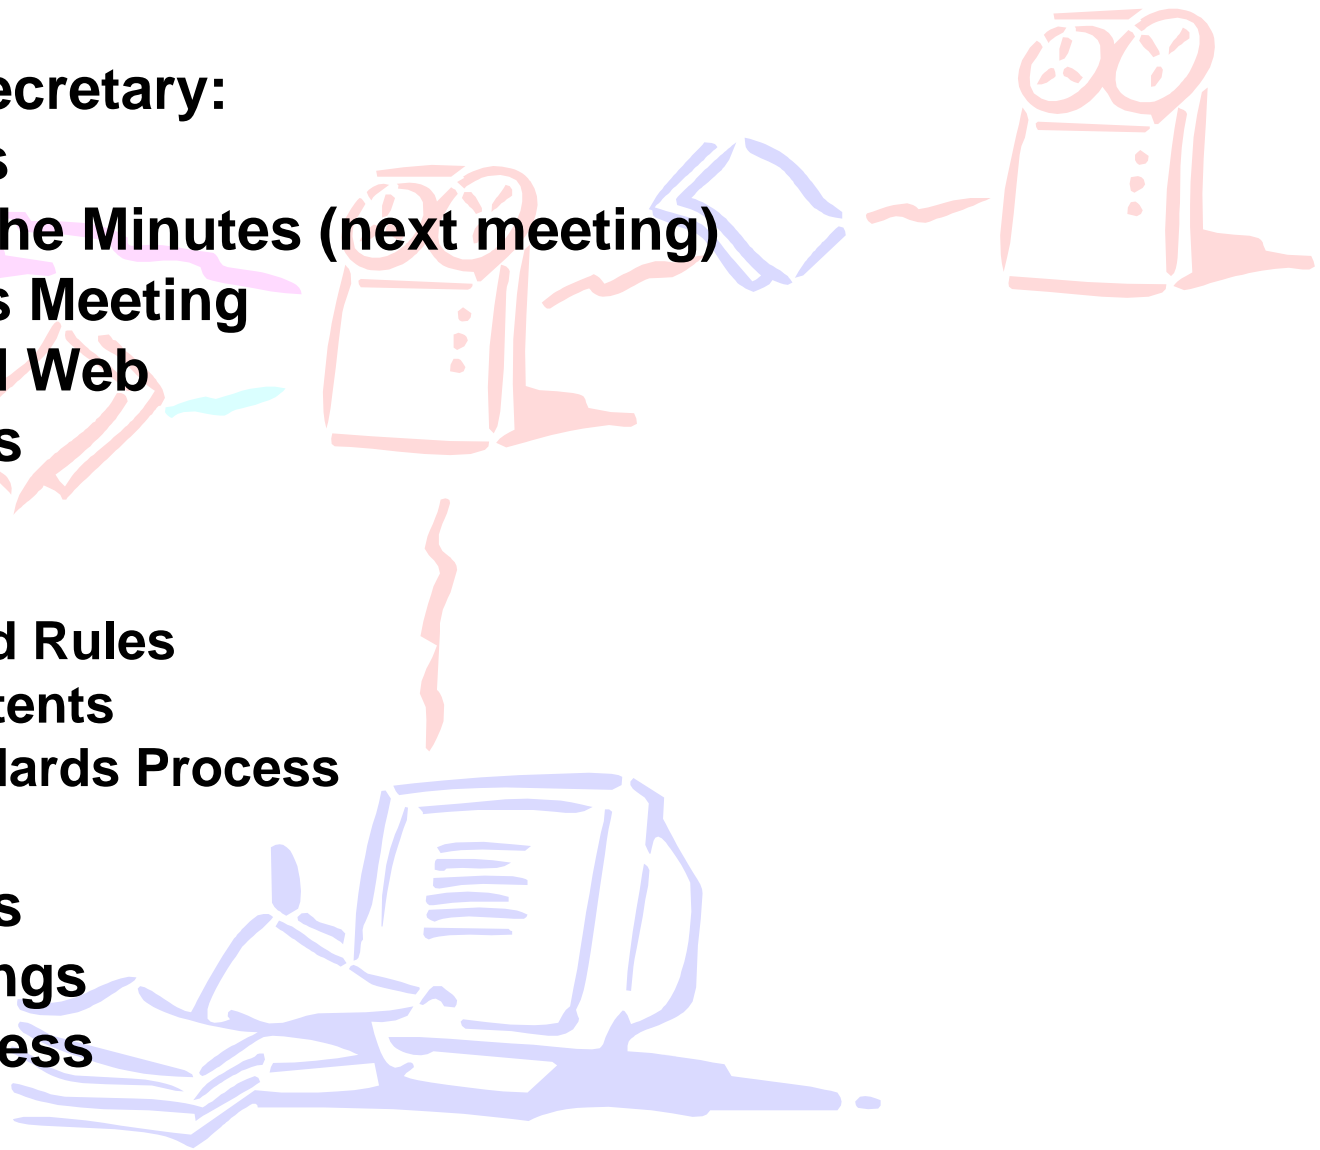 ecretary:
s
he Minutes (next meeting)
s Meeting
d Web
s
d Rules
tents
lards Process
s
ngs
ess